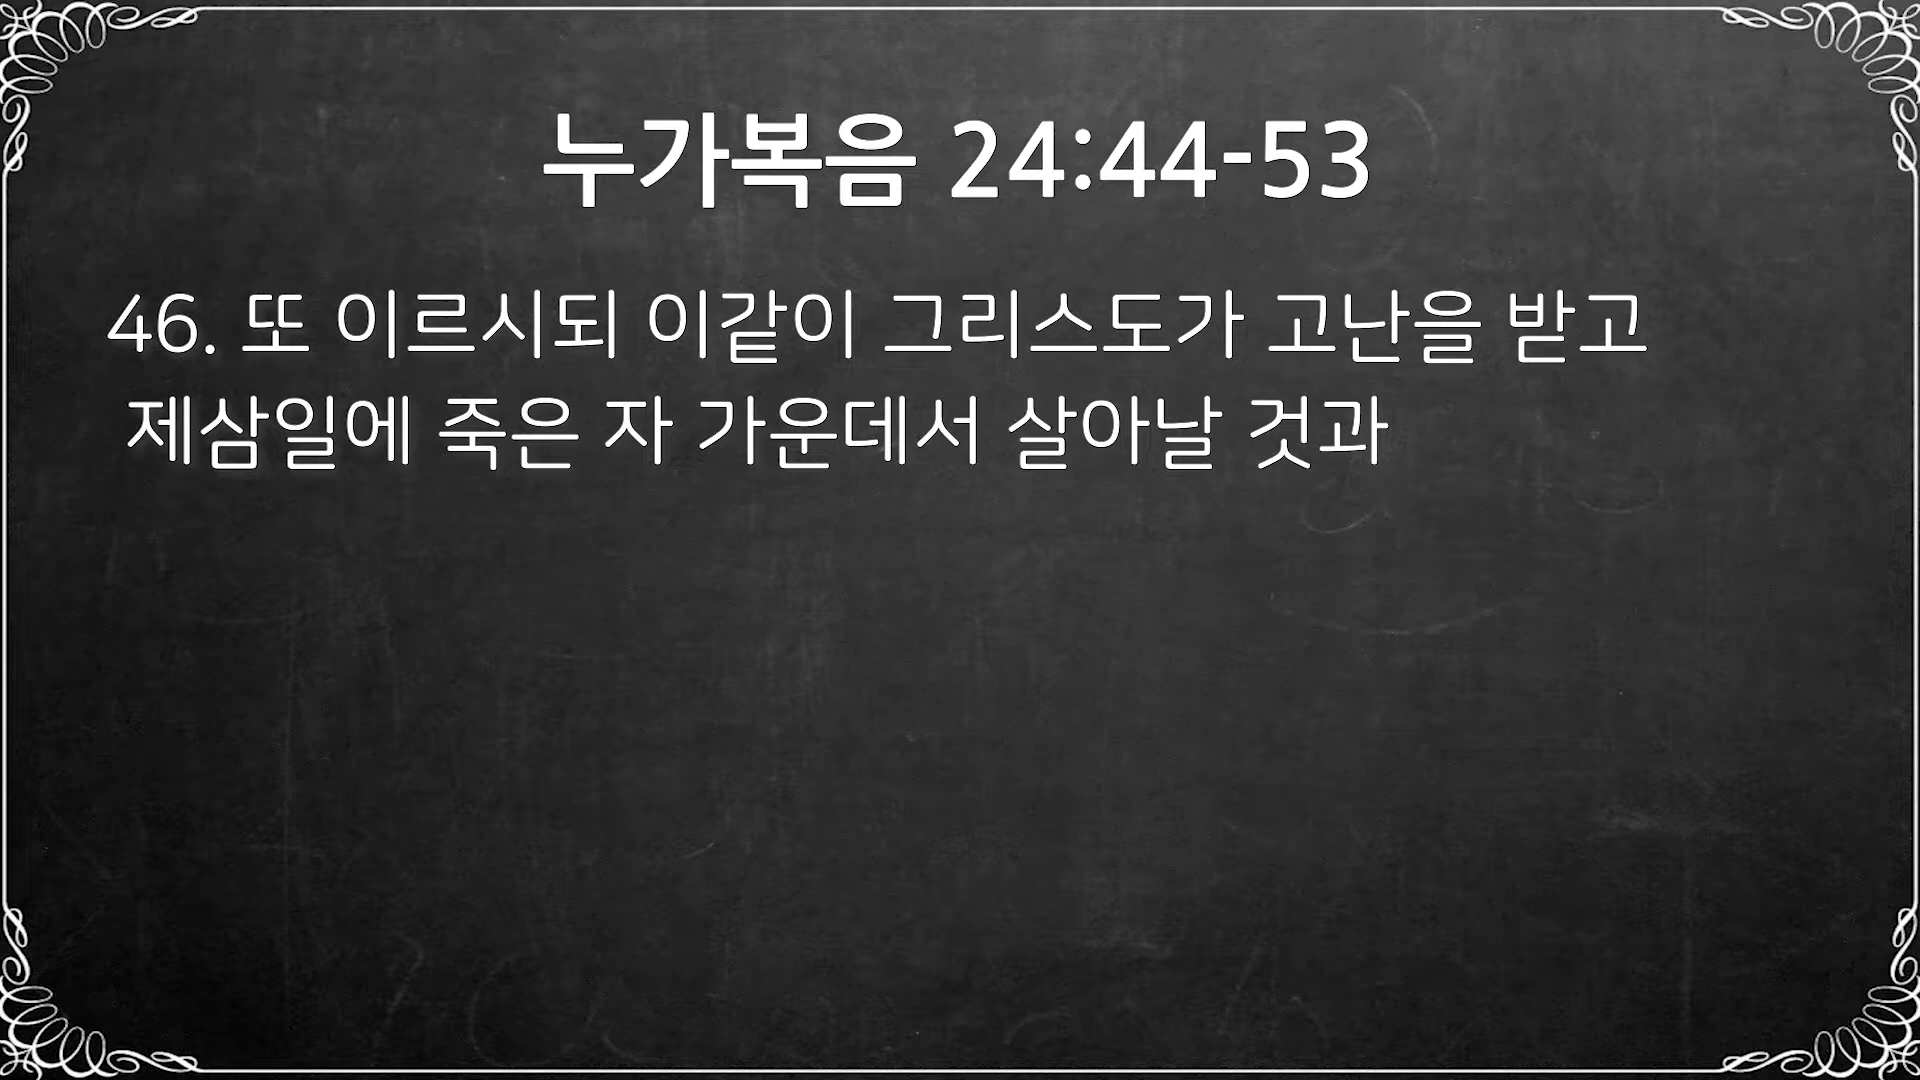 누가복음 24:44-53
46. 또 이르시되 이같이 그리스도가 고난을 받고
제삼일에 죽은 자 가운데서 살아날 것과